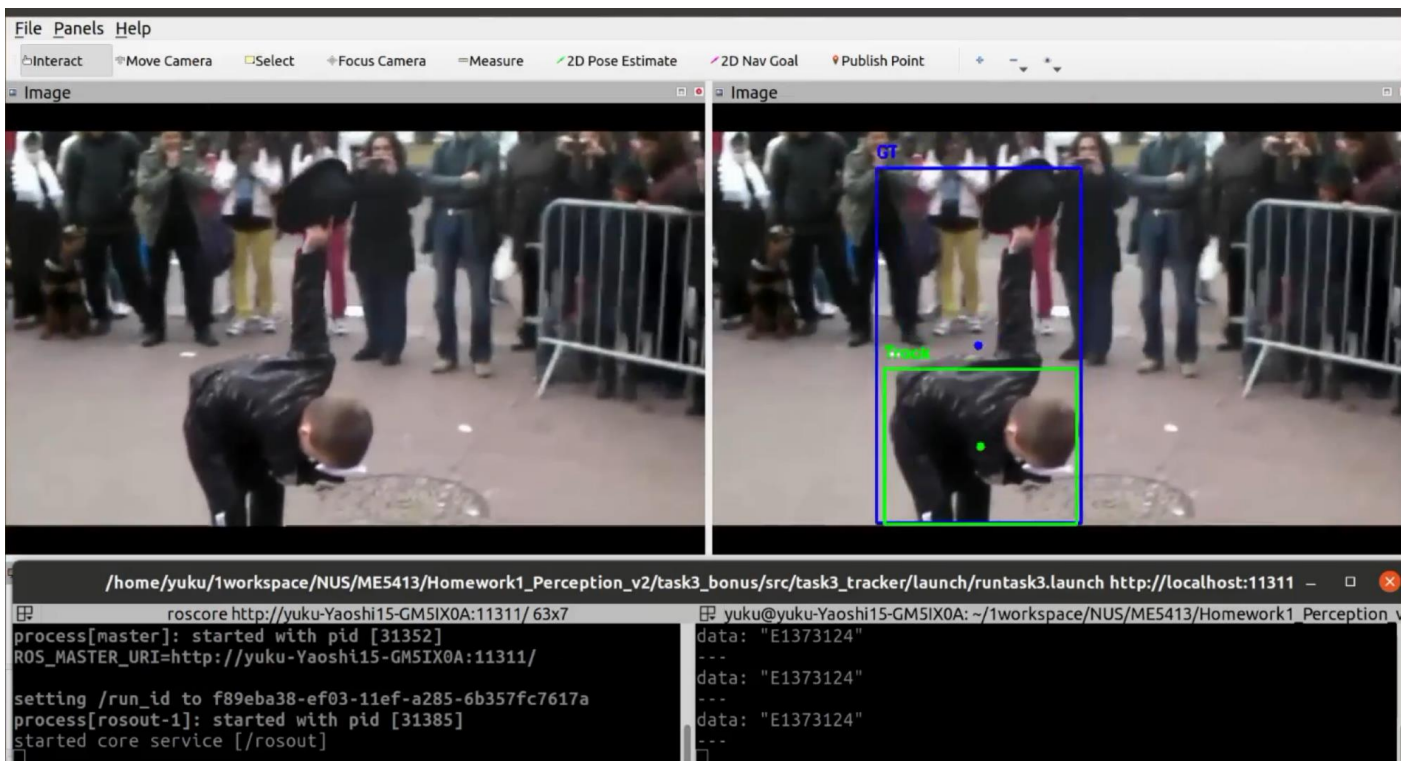 File Panels Help
Interact Move Camera Select Focus Camera Measure 2D Pose Estimate 2D Nav Goal Publish Point
Image
Image
GT
Track
/home/yuku/1workspace/NUS/ME5413/Homework1_Perception_v2/task3_bonus/src/task3_tracker/launch/runtask3.launch http://localhost:11311
roscore http://yuku-Yaoshi15-GM5IX0A:11311/ 63x7
process[master]: started with pid [31352]
ROS_MASTER_URI=http://yuku-Yaoshi15-GM5IX0A:11311/
setting /run_id to f89eba38-ef03-11ef-a285-6b357fc7617a
process[rosout-1]: started with pid [31385]
started core service [/rosout]
yuku@yuku-Yaoshi15-GM5IX0A: ~/1workspace/NUS/ME5413/Homework1_Perception_v
data: "E1373124"
---
data: "E1373124"
---
data: "E1373124"
---